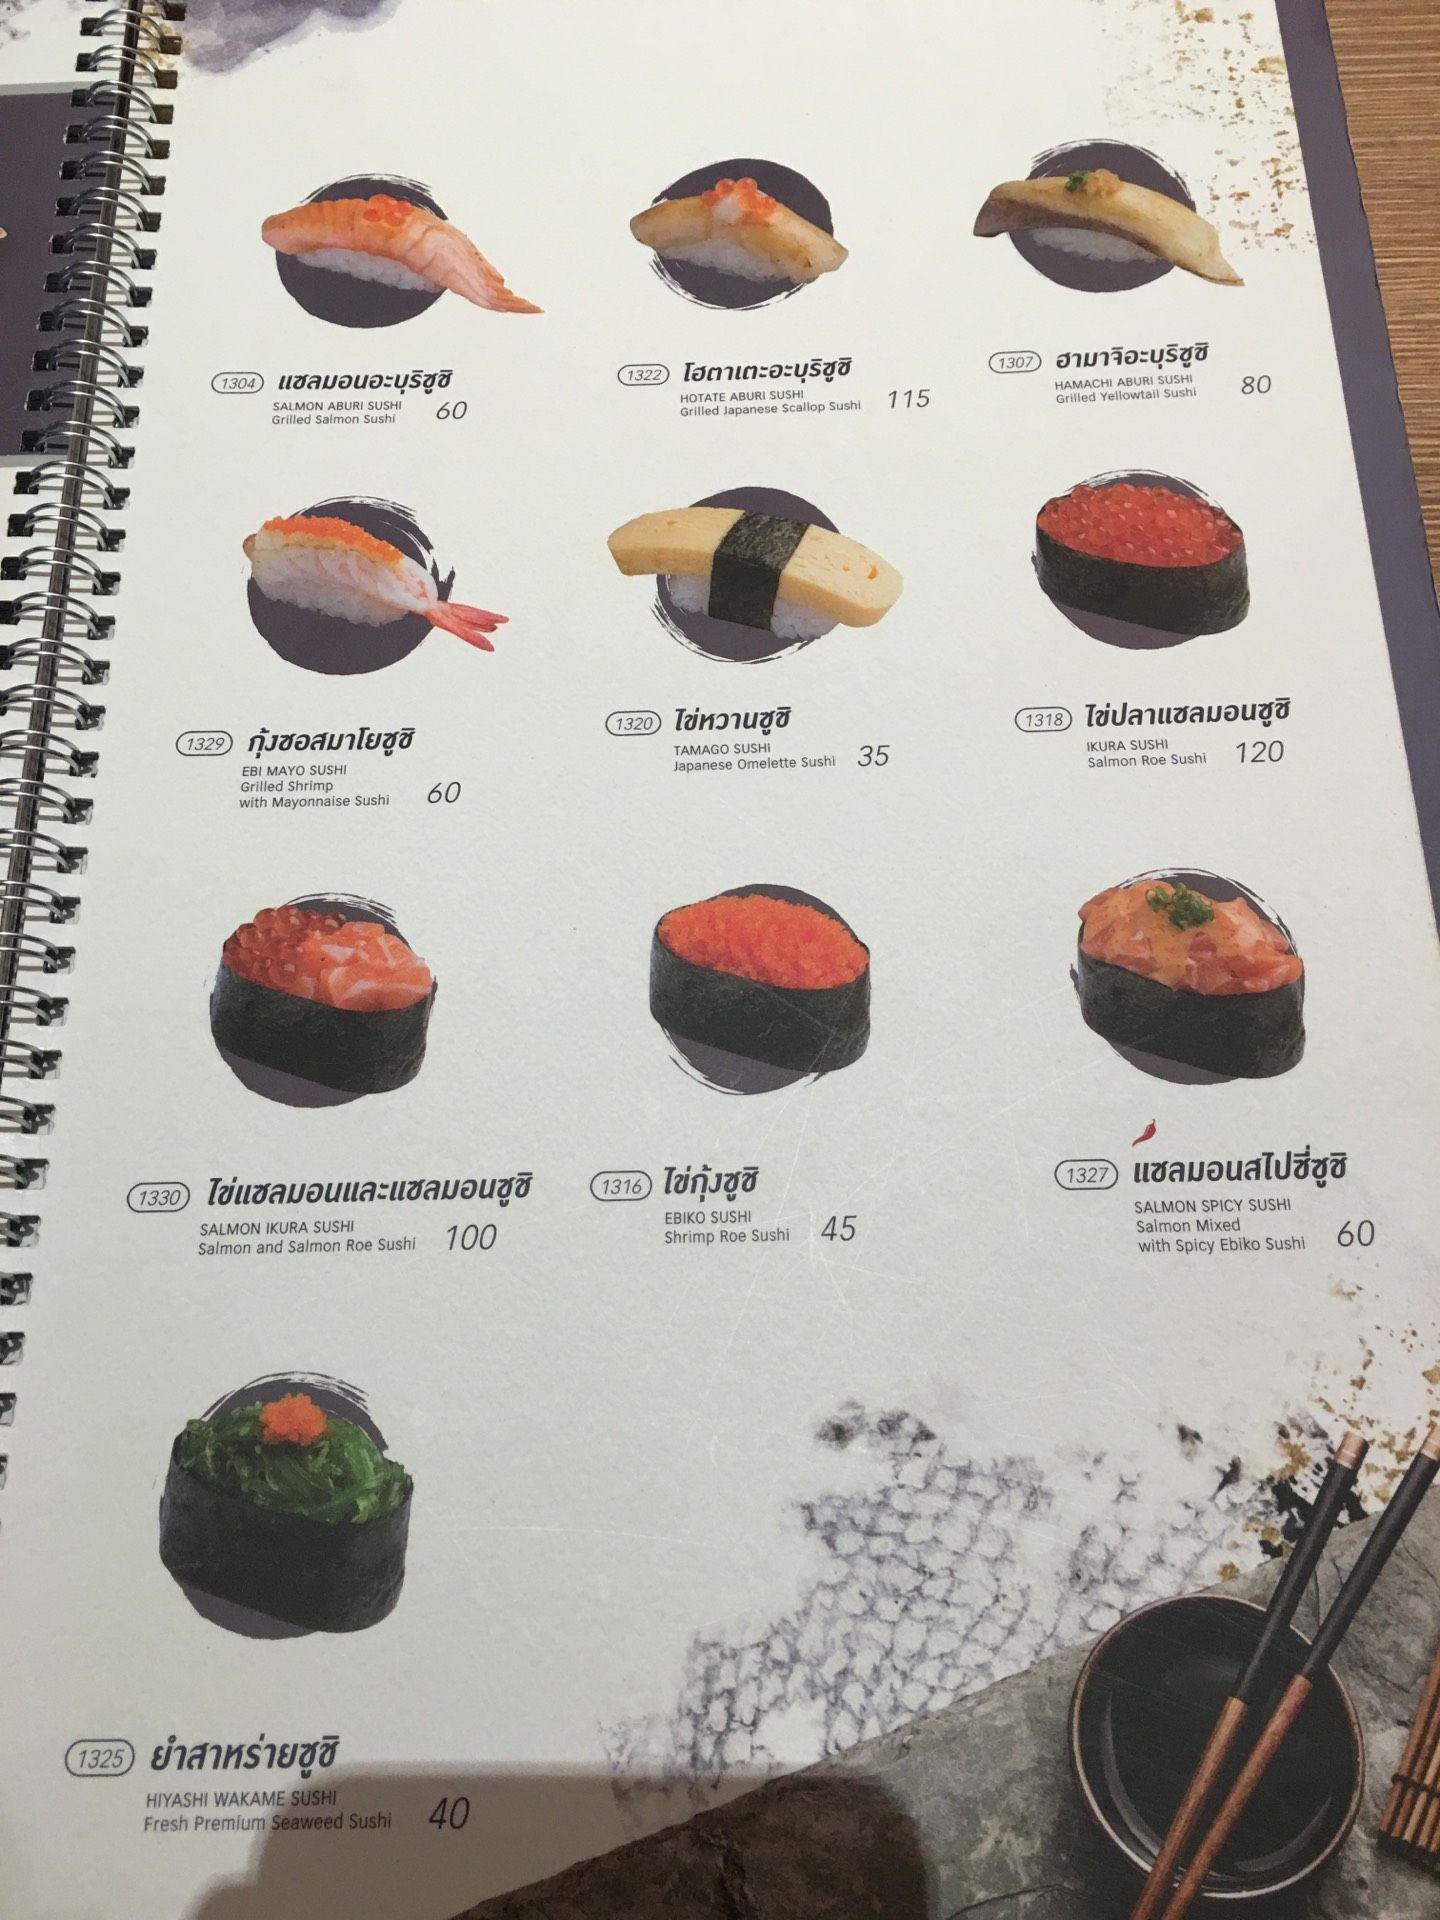 1304 แซลมอนอะบุริซูชิ
SALMON ABURI SUSHI
Grilled Salmon Sushi 60
1322 โฮตาเตะอะบุริซูชิ
HOTATE ABURI SUSHI
Grilled Japanese Scallop Sushi 115
1307 ฮามาจิอะบุริซูชิ
HAMACHI ABURI SUSHI
Grilled Yellowtail Sushi 80
1329 กุ้งซอสมาโยซูชิ
EBI MAYO SUSHI
Grilled Shrimp
with Mayonnaise Sushi 60
1320 ไข่หวานซูชิ
TAMAGO SUSHI
Japanese Omelette Sushi 35
1318 ไข่ปลาแซลมอนซูชิ
IKURA SUSHI
Salmon Roe Sushi 120
1330 ไข่แซลมอนและแซลมอนซูชิ
SALMON IKURA SUSHI
Salmon and Salmon Roe Sushi 100
1316 ไข่กุ้งซูชิ
EBIKO SUSHI
Shrimp Roe Sushi 45
1327 แซลมอนสไปซี่ซูชิ
SALMON SPICY SUSHI
Salmon Mixed
with Spicy Ebiko Sushi 60
1325 ยำสาหร่ายซูชิ
HIYASHI WAKAME SUSHI
Fresh Premium Seaweed Sushi 40